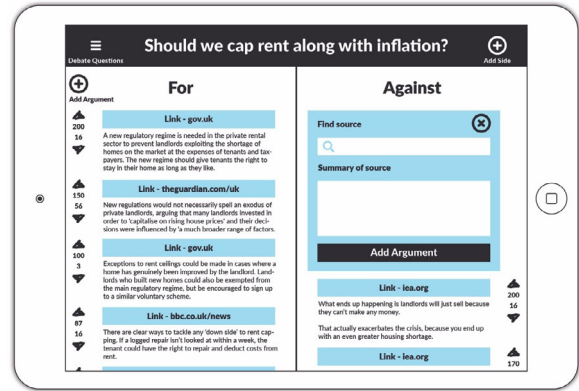 Should we cap rent along with inflation?
Debate Questions
Add Side
Add Argument
For
200
16
Link - gov.uk
A new regulatory regime is needed in the private rental
sector to prevent landlords exploiting the shortage of
homes on the market at the expenses of tenants and tax-
payers. The new regime should give tenants the right to
stay in their home as long as they like.
150
56
Link - theguardian.com/uk
New regulations would not necessarily spell an exodus of
private landlords, arguing that many landlords invested in
order to 'capitalise on rising house prices' and their deci-
sions were influenced by 'a much broader range of factors.
100
3
Link - gov.uk
Exceptions to rent ceilings could be made in cases where a
home has genuinely been improved by the landlord. Land-
lords who built new homes could also be exempted from
the main regulatory regime, but be encouraged to sign up
to a similar voluntary scheme.
87
16
Link - bbc.co.uk/news
There are clear ways to tackle any 'down side' to rent cap-
ping. If a logged repair isn't looked at within a week, the
tenant could have the right to repair and deduct costs from
rent.
Against
Find source
Summary of source
Add Argument
Link - iea.org
What ends up happening is landlords will just sell because
they can't make any money.
That actually exacerbates the crisis, because you end up
with an even greater housing shortage.
200
16
Link - iea.org
170